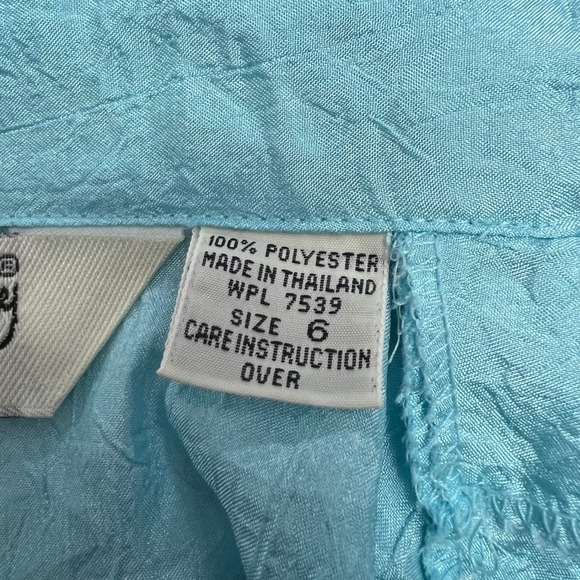 100% POLYESTER
MADE IN THAILAND
WPL 7539
SIZE 6
CARE INSTRUCTION
OVER